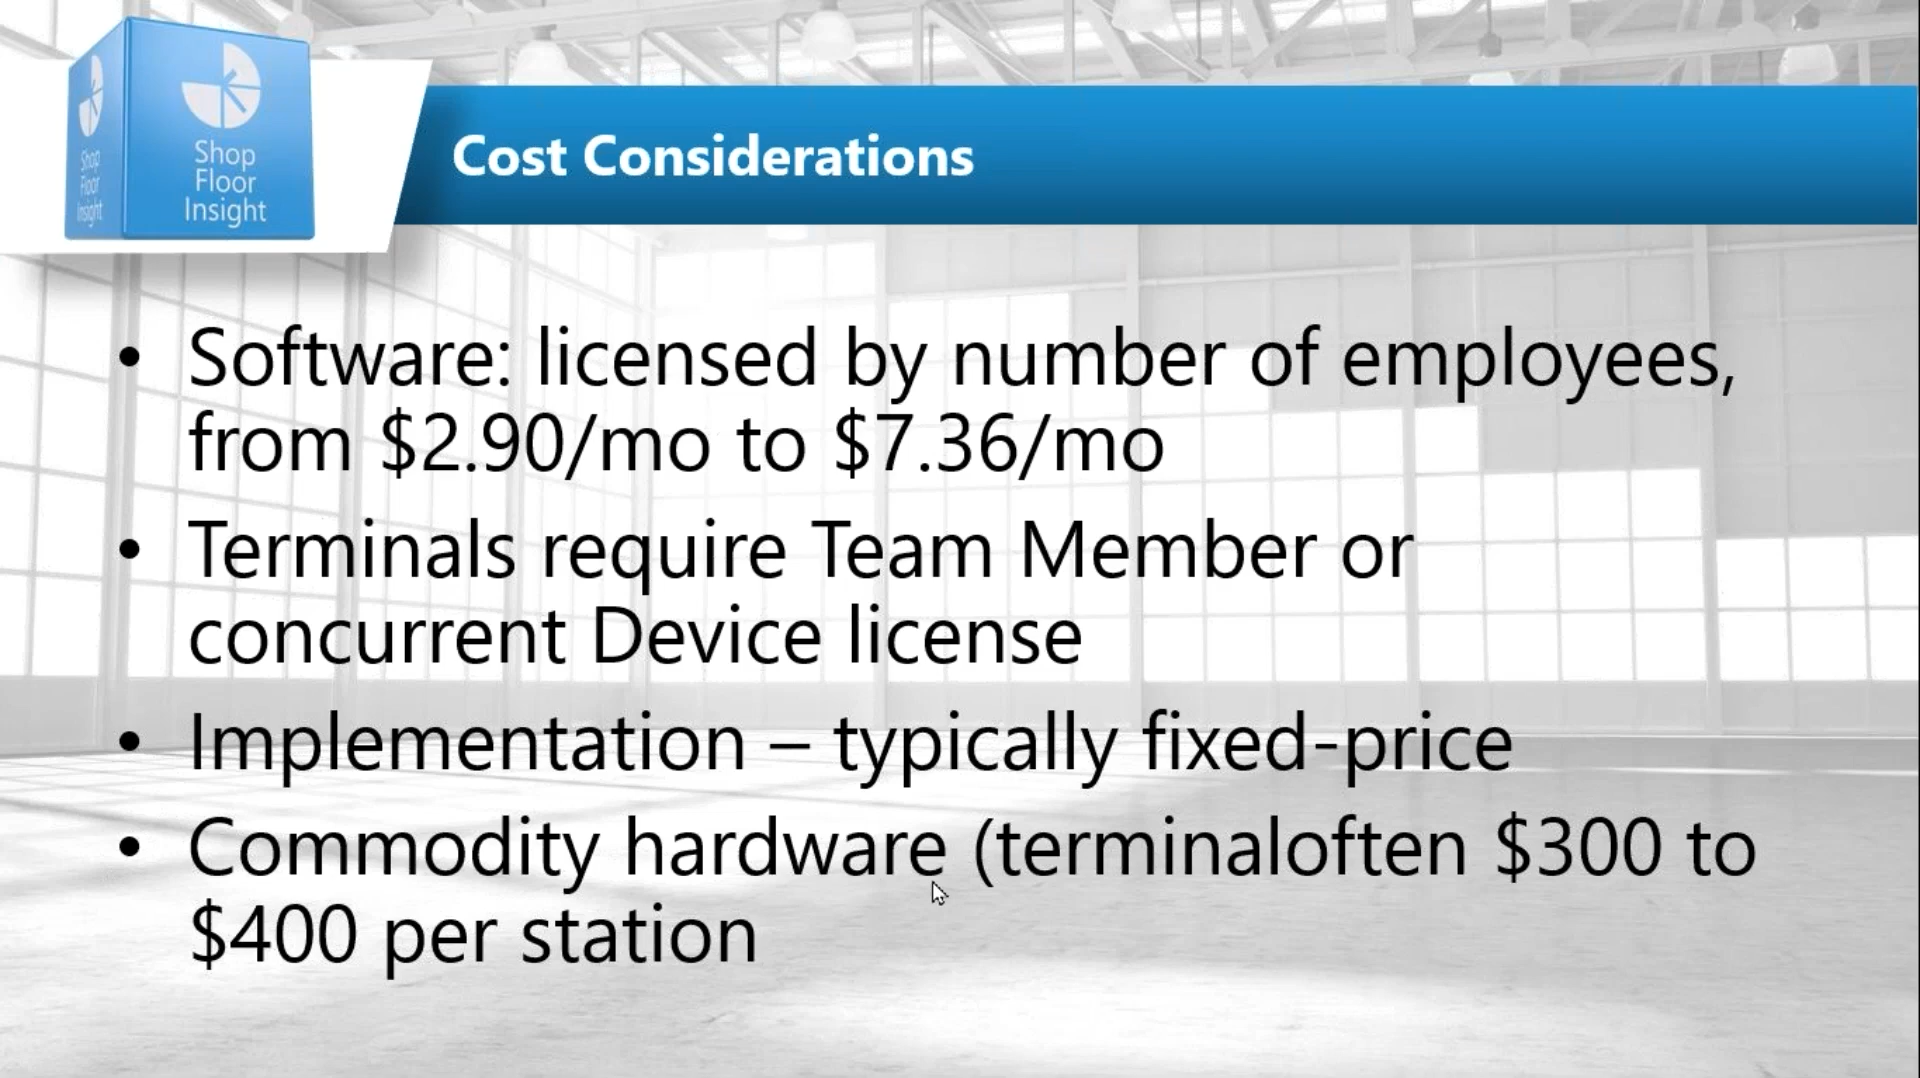 Shop
Floor
Insight
Shop
Floor
Insight
Cost Considerations
• Software: licensed by number of employees,
from $2.90/mo to $7.36/mo
• Terminals require Team Member or
concurrent Device license
• Implementation – typically fixed-price
• Commodity hardware (terminaloften $300 to
$400 per station